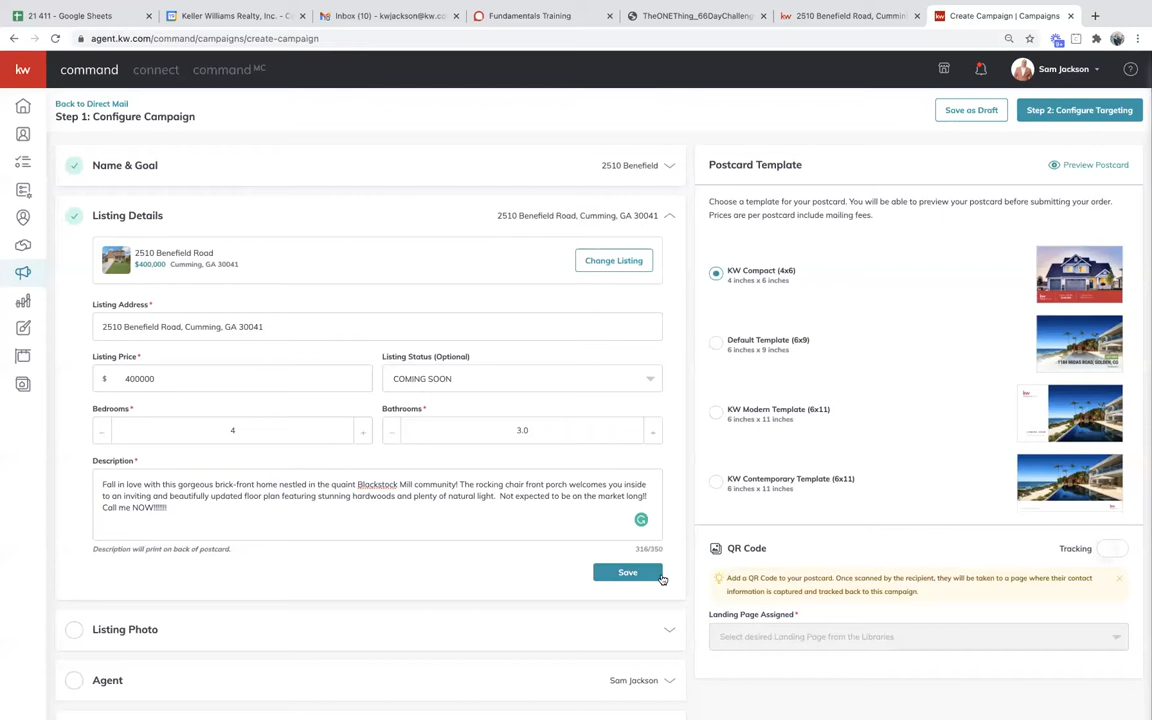 21 411 - Google Sheets
Keller Williams Realty, Inc. - C
Inbox (10) - kwjackson@kw.co
Fundamentals Training
TheONEThing_66DayChalleng
2510 Benefield Road, Cummin
Create Campaign | Campaigns
agent.kw.com/command/campaigns/create-campaign
kw
command
connect
command MC
Sam Jackson
Back to Direct Mail
Step 1: Configure Campaign
Save as Draft
Step 2: Configure Targeting
Name & Goal
2510 Benefield
Listing Details
2510 Benefield Road, Cumming, GA 30041
2510 Benefield Road
$400,000 Cumming, GA 30041
Change Listing
Listing Address*
2510 Benefield Road, Cumming, GA 30041
Listing Price*
Listing Status (Optional)
$ 400000
COMING SOON
Bedrooms*
Bathrooms*
4
3.0
Description*
Fall in love with this gorgeous brick-front home nestled in the quaint Blackstock Mill community! The rocking chair front porch welcomes you inside
to an inviting and beautifully updated floor plan featuring stunning hardwoods and plenty of natural light. Not expected to be on the market long!!
Call me NOW!!!!!!!
Description will print on back of postcard.
316/350
Save
Listing Photo
Agent
Sam Jackson
Postcard Template
Preview Postcard
Choose a template for your postcard. You will be able to preview your postcard before submitting your order.
Prices are per postcard include mailing fees.
KW Compact (4x6)
4 inches x 6 inches
Default Template (6x9)
6 inches x 9 inches
KW Modern Template (6x11)
6 inches x 11 inches
KW Contemporary Template (6x11)
6 inches x 11 inches
QR Code
Tracking
Add a QR Code to your postcard. Once scanned by the recipient, they will be taken to a page where their contact
information is captured and tracked back to this campaign.
Landing Page Assigned*
Select desired Landing Page from the Libraries